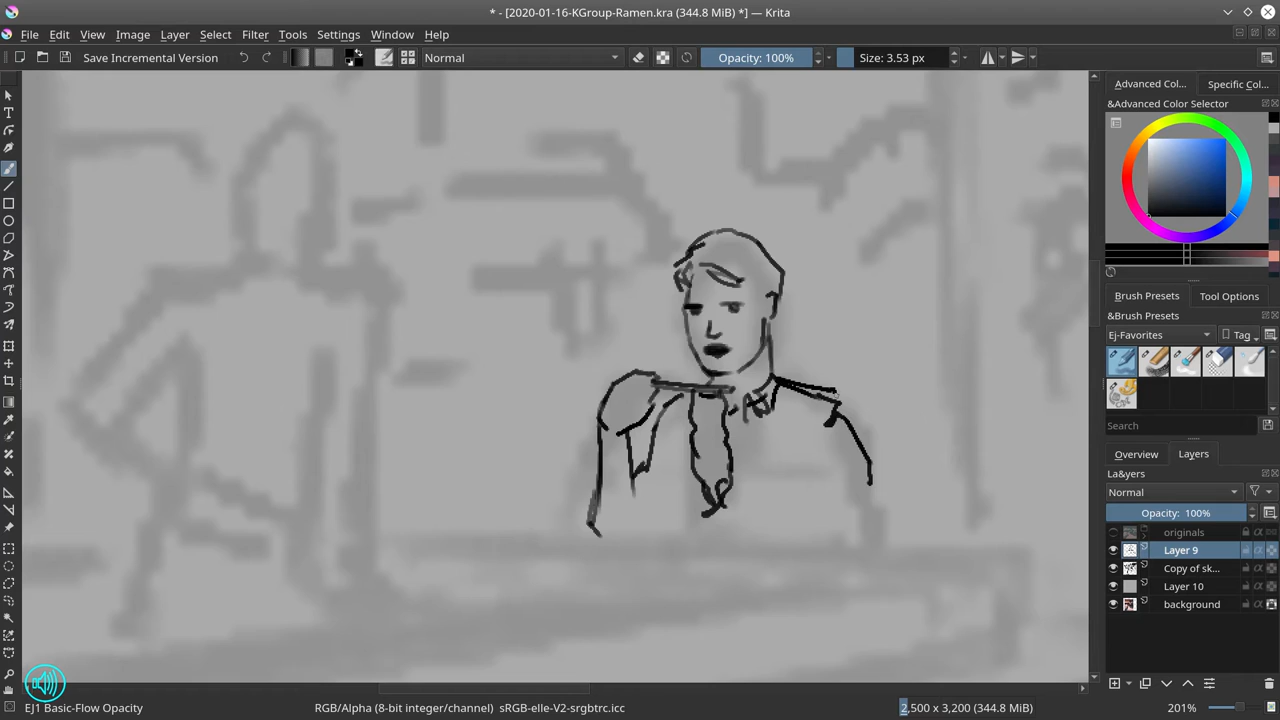 * - [2020-01-16-KGroup-Ramen.kra (344.8 MiB) *] — Krita
File Edit View Image Layer Select Filter Tools Settings Window Help
Save Incremental Version Normal Opacity: 100% Size: 3.53 px
Advanced Col... Specific Col...
&Advanced Color Selector
Brush Presets Tool Options
&Brush Presets
Ej-Favorites Tag
Search
Overview Layers
La&yers
Normal
Opacity: 100%
originals
Layer 9
Copy of sk...
Layer 10
background
EJ1 Basic-Flow Opacity RGB/Alpha (8-bit integer/channel) sRGB-elle-V2-srgbtrc.icc 2,500 x 3,200 (344.8 MiB) 201%